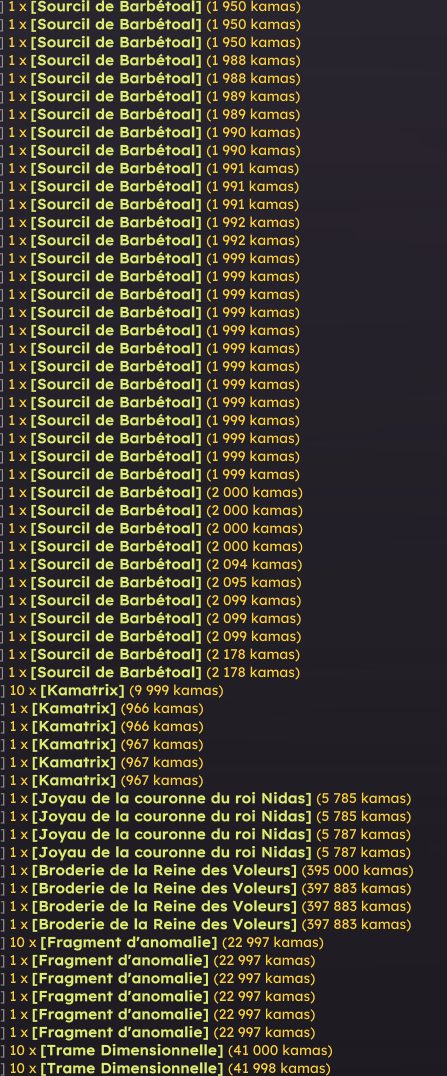 ] 1 x [Sourcil de Barbétoal] (1 950 kamas)
] 1 x [Sourcil de Barbétoal] (1 950 kamas)
] 1 x [Sourcil de Barbétoal] (1 950 kamas)
] 1 x [Sourcil de Barbétoal] (1 988 kamas)
] 1 x [Sourcil de Barbétoal] (1 988 kamas)
] 1 x [Sourcil de Barbétoal] (1 989 kamas)
] 1 x [Sourcil de Barbétoal] (1 989 kamas)
] 1 x [Sourcil de Barbétoal] (1 990 kamas)
] 1 x [Sourcil de Barbétoal] (1 990 kamas)
] 1 x [Sourcil de Barbétoal] (1 991 kamas)
] 1 x [Sourcil de Barbétoal] (1 991 kamas)
] 1 x [Sourcil de Barbétoal] (1 991 kamas)
] 1 x [Sourcil de Barbétoal] (1 992 kamas)
] 1 x [Sourcil de Barbétoal] (1 992 kamas)
] 1 x [Sourcil de Barbétoal] (1 999 kamas)
] 1 x [Sourcil de Barbétoal] (1 999 kamas)
] 1 x [Sourcil de Barbétoal] (1 999 kamas)
] 1 x [Sourcil de Barbétoal] (1 999 kamas)
] 1 x [Sourcil de Barbétoal] (1 999 kamas)
] 1 x [Sourcil de Barbétoal] (1 999 kamas)
] 1 x [Sourcil de Barbétoal] (1 999 kamas)
] 1 x [Sourcil de Barbétoal] (1 999 kamas)
] 1 x [Sourcil de Barbétoal] (1 999 kamas)
] 1 x [Sourcil de Barbétoal] (1 999 kamas)
] 1 x [Sourcil de Barbétoal] (1 999 kamas)
] 1 x [Sourcil de Barbétoal] (1 999 kamas)
] 1 x [Sourcil de Barbétoal] (1 999 kamas)
] 1 x [Sourcil de Barbétoal] (2 000 kamas)
] 1 x [Sourcil de Barbétoal] (2 000 kamas)
] 1 x [Sourcil de Barbétoal] (2 000 kamas)
] 1 x [Sourcil de Barbétoal] (2 000 kamas)
] 1 x [Sourcil de Barbétoal] (2 094 kamas)
] 1 x [Sourcil de Barbétoal] (2 095 kamas)
] 1 x [Sourcil de Barbétoal] (2 099 kamas)
] 1 x [Sourcil de Barbétoal] (2 099 kamas)
] 1 x [Sourcil de Barbétoal] (2 099 kamas)
] 1 x [Sourcil de Barbétoal] (2 178 kamas)
] 1 x [Sourcil de Barbétoal] (2 178 kamas)
] 10 x [Kamatrix] (9 999 kamas)
] 1 x [Kamatrix] (966 kamas)
] 1 x [Kamatrix] (966 kamas)
] 1 x [Kamatrix] (967 kamas)
] 1 x [Kamatrix] (967 kamas)
] 1 x [Kamatrix] (967 kamas)
] 1 x [Joyau de la couronne du roi Nidas] (5 785 kamas)
] 1 x [Joyau de la couronne du roi Nidas] (5 785 kamas)
] 1 x [Joyau de la couronne du roi Nidas] (5 787 kamas)
] 1 x [Joyau de la couronne du roi Nidas] (5 787 kamas)
] 1 x [Broderie de la Reine des Voleurs] (395 000 kamas)
] 1 x [Broderie de la Reine des Voleurs] (397 883 kamas)
] 1 x [Broderie de la Reine des Voleurs] (397 883 kamas)
] 1 x [Broderie de la Reine des Voleurs] (397 883 kamas)
] 10 x [Fragment d'anomalie] (22 997 kamas)
] 1 x [Fragment d'anomalie] (22 997 kamas)
] 1 x [Fragment d'anomalie] (22 997 kamas)
] 1 x [Fragment d'anomalie] (22 997 kamas)
] 1 x [Fragment d'anomalie] (22 997 kamas)
] 1 x [Fragment d'anomalie] (22 997 kamas)
] 10 x [Trame Dimensionnelle] (41 000 kamas)
] 10 x [Trame Dimensionnelle] (41 998 kamas)